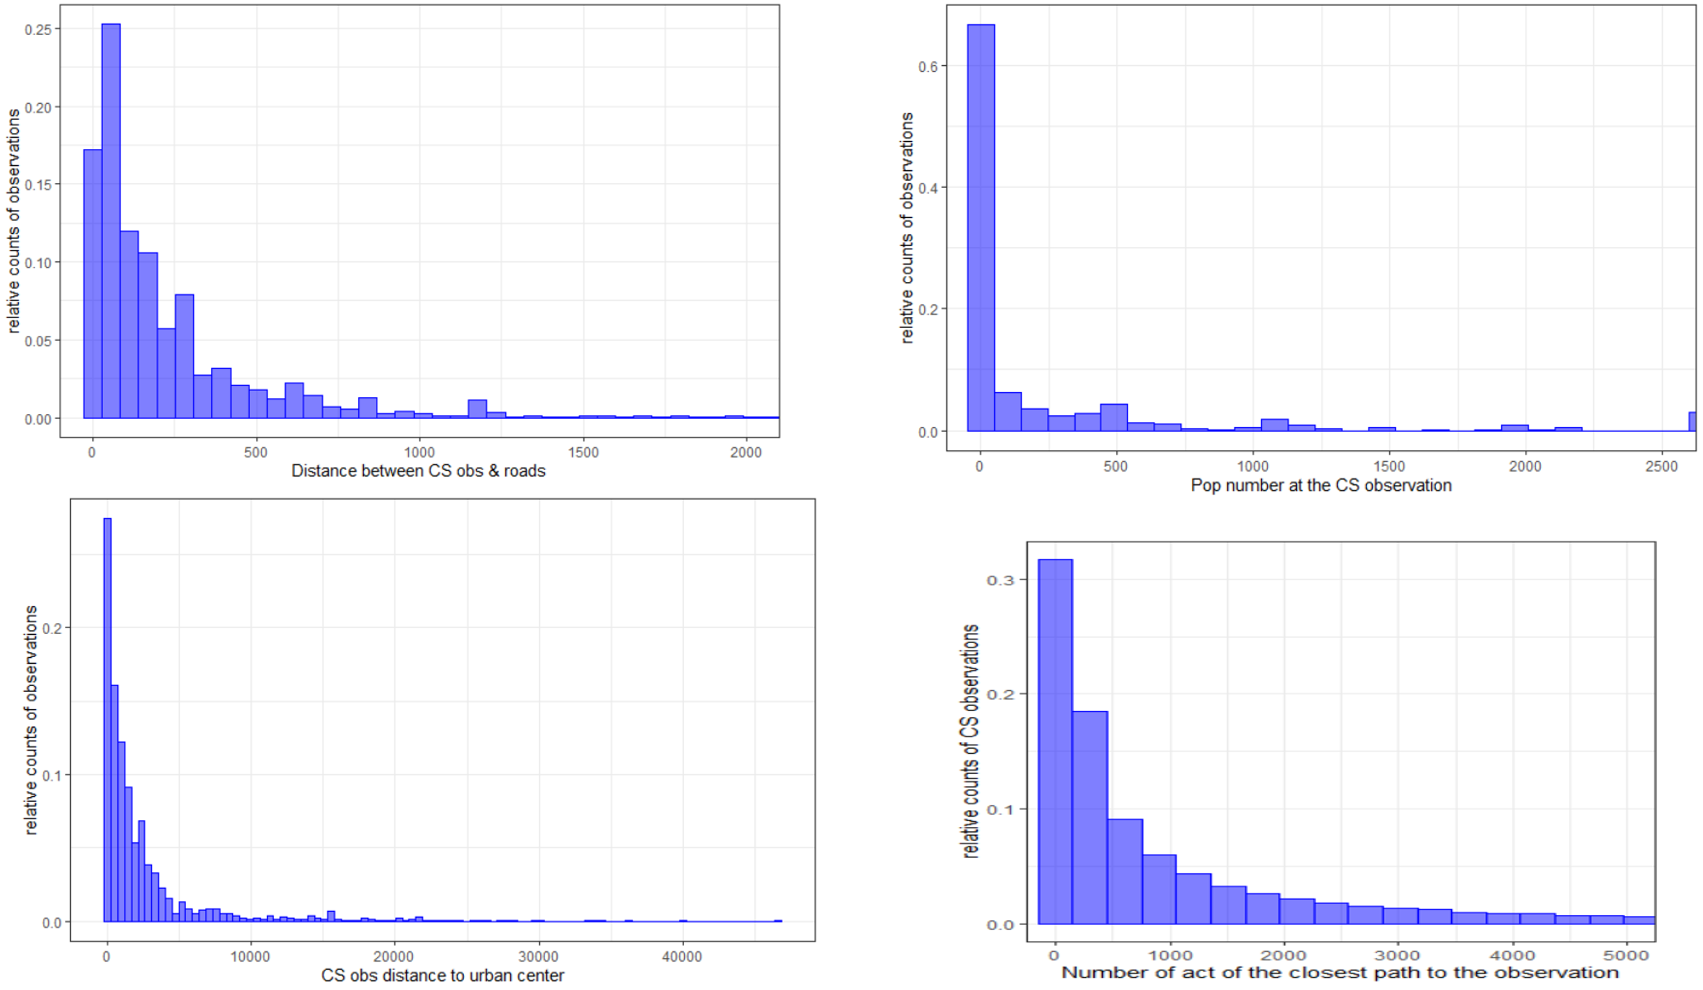 relative counts of observations
0.25
0.20
0.15
0.10
0.05
0.00
0 500 1000 1500 2000
Distance between CS obs & roads
relative counts of observations
0.6
0.4
0.2
0.0
0 500 1000 1500 2000 2500
Pop number at the CS observation
relative counts of observations
0.2
0.1
0.0
0 10000 20000 30000 40000
CS obs distance to urban center
relative counts of CS observations
0.3
0.2
0.1
0.0
0 1000 2000 3000 4000 5000
Number of act of the closest path to the observation